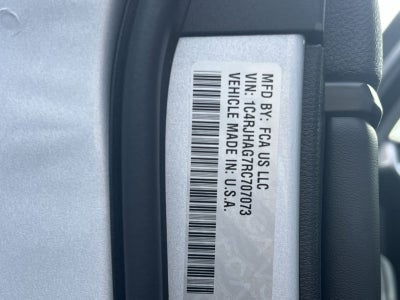 MFD BY: FCA US LLC
VIN: 1C4RJHAG7RC707073
VEHICLE MADE IN: U.S.A.